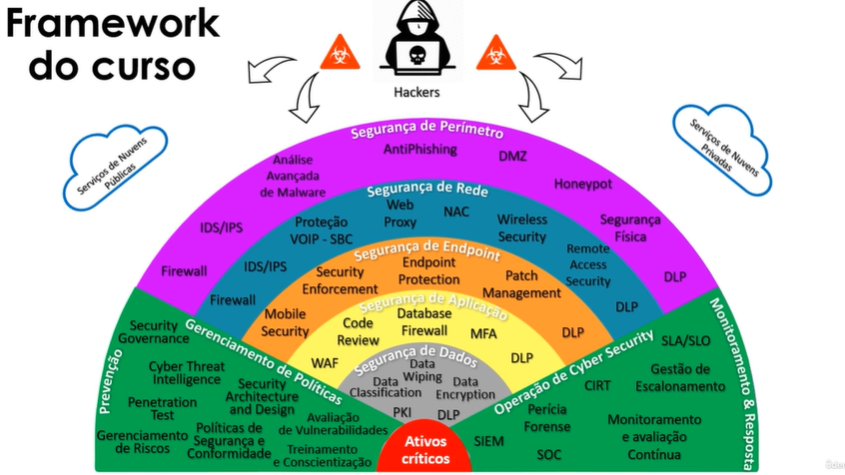 Framework
do curso
Hackers
Serviços de Nuvens
Públicas
Serviços de Nuvens
Privadas
Segurança de Perímetro
Análise
Avançada
de Malware
AntiPhishing
DMZ
Honeypot
IDS/IPS
Segurança
Física
Firewall
DLP
Segurança de Rede
Proteção
VOIP - SBC
Web
Proxy
NAC
Wireless
Security
IDS/IPS
Remote
Access
Security
Firewall
DLP
Segurança de Endpoint
Security
Enforcement
Endpoint
Protection
Patch
Management
Mobile
Security
DLP
Segurança de Aplicação
Code
Review
Database
Firewall
MFA
WAF
DLP
Segurança de Dados
Data
Wiping
Data
Classification
Data
Encryption
PKI
DLP
Ativos
críticos
Prevenção
Gerenciamento de Políticas
Security
Governance
Cyber Threat
Intelligence
Security
Architecture
and Design
Penetration
Test
Avaliação
de Vulnerabilidades
Gerenciamento
de Riscos
Políticas de
Segurança e
Conformidade
Treinamento
e Conscientização
Operação de Cyber Security
Monitoramento & Resposta
SLA/SLO
CIRT
Gestão de
Escalonamento
Perícia
Forense
Monitoramento
e avaliação
Contínua
SIEM
SOC